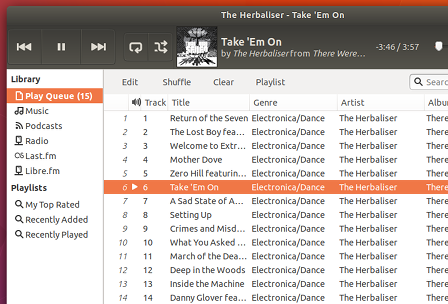 The Herbaliser - Take 'Em On
Take 'Em On
by The Herbaliser from There Were...
-3:46 / 3:57
Edit Shuffle Clear Playlist Searc
Library
Play Queue (15)
Music
Podcasts
Radio
Last.fm
Libre.fm
Playlists
My Top Rated
Recently Added
Recently Played
Track Title Genre Artist Albu
1 1 Return of the Seven Electronica/Dance The Herbaliser There
2 2 The Lost Boy fea... Electronica/Dance The Herbaliser There
3 3 Welcome to Extr... Electronica/Dance The Herbaliser There
4 4 Mother Dove Electronica/Dance The Herbaliser There
5 5 Zero Hill featurin... Electronica/Dance The Herbaliser There
6 6 Take 'Em On Electronica/Dance The Herbaliser There
7 7 A Sad State of A... Electronica/Dance The Herbaliser There
8 8 Setting Up Electronica/Dance The Herbaliser There
9 9 Crimes and Misd... Electronica/Dance The Herbaliser There
10 10 What You Asked ... Electronica/Dance The Herbaliser There
11 11 March of the Dea... Electronica/Dance The Herbaliser There
12 12 Deep in the Woods Electronica/Dance The Herbaliser There
13 13 Inside the Machine Electronica/Dance The Herbaliser There
14 14 Danny Glover fea... Electronica/Dance The Herbaliser There